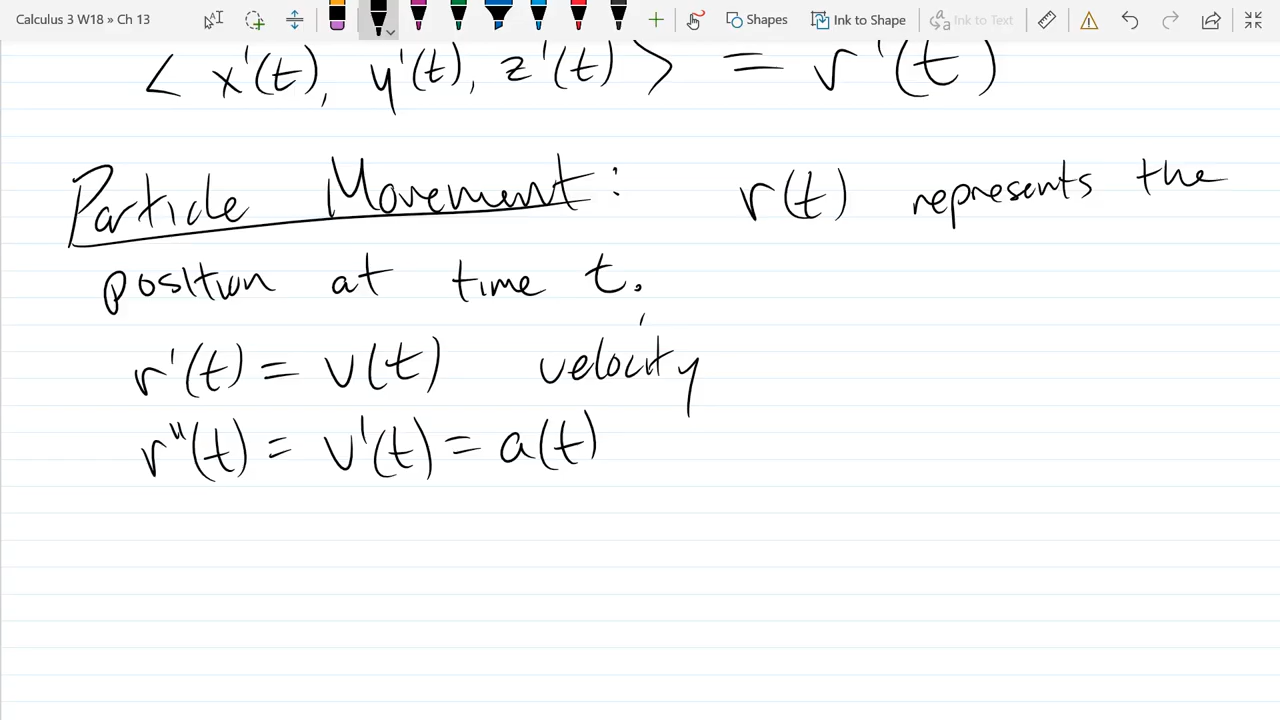 Calculus 3 W18 » Ch 13 Shapes Ink to Shape Ink to Text
< x'(t), y'(t), z'(t) > = r'(t)
Particle Movement: r(t) represents the
position at time t.
r'(t) = v(t) velocity
r''(t) = v'(t) = a(t)